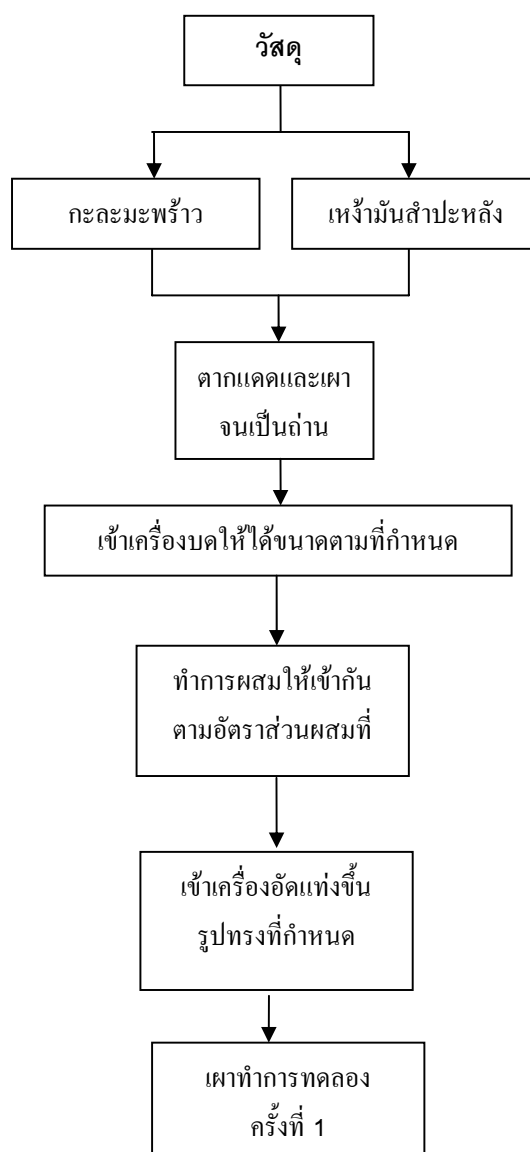 วัสดุ
กะละมะพร้าว
เหง้ามันสำปะหลัง
ตากแดดและเผา
จนเป็นถ่าน
เข้าเครื่องบดให้ได้ขนาดตามที่กำหนด
ทำการผสมให้เข้ากัน
ตามอัตราส่วนผสมที่
เข้าเครื่องอัดแท่งขึ้น
รูปทรงที่กำหนด
เผาทำการทดลอง
ครั้งที่ 1